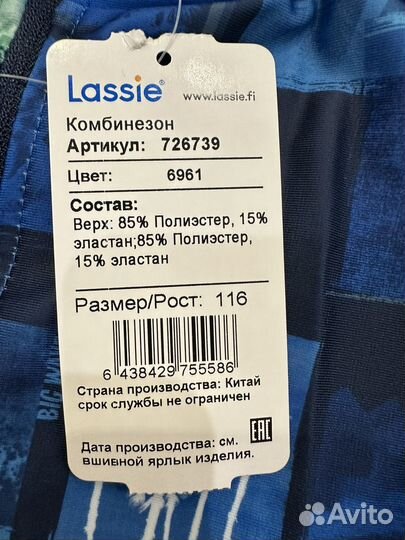 Lassie® www.lassie.fi
Комбинезон
Артикул: 726739
Цвет: 6961
Состав:
Верх: 85% Полиэстер, 15%
эластан;85% Полиэстер,
15% эластан
Размер/Рост: 116
6 438429 755586
Страна производства: Китай
срок службы не ограничен
Дата производства: см.
вшивной ярлык изделия.
EAC
BIG
Avito